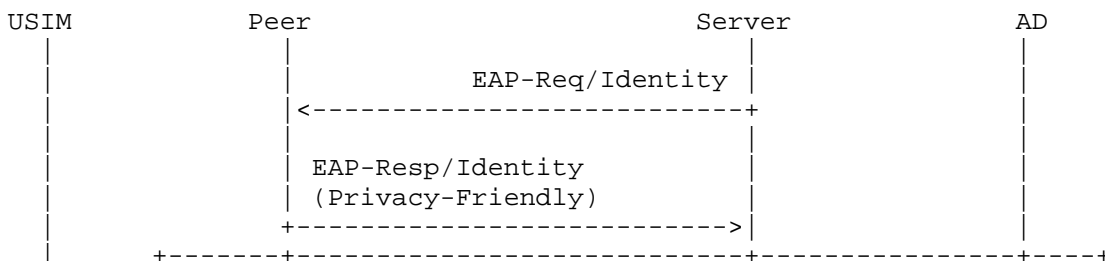 USIM Peer Server AD
EAP-Req/Identity
EAP-Resp/Identity
(Privacy-Friendly)